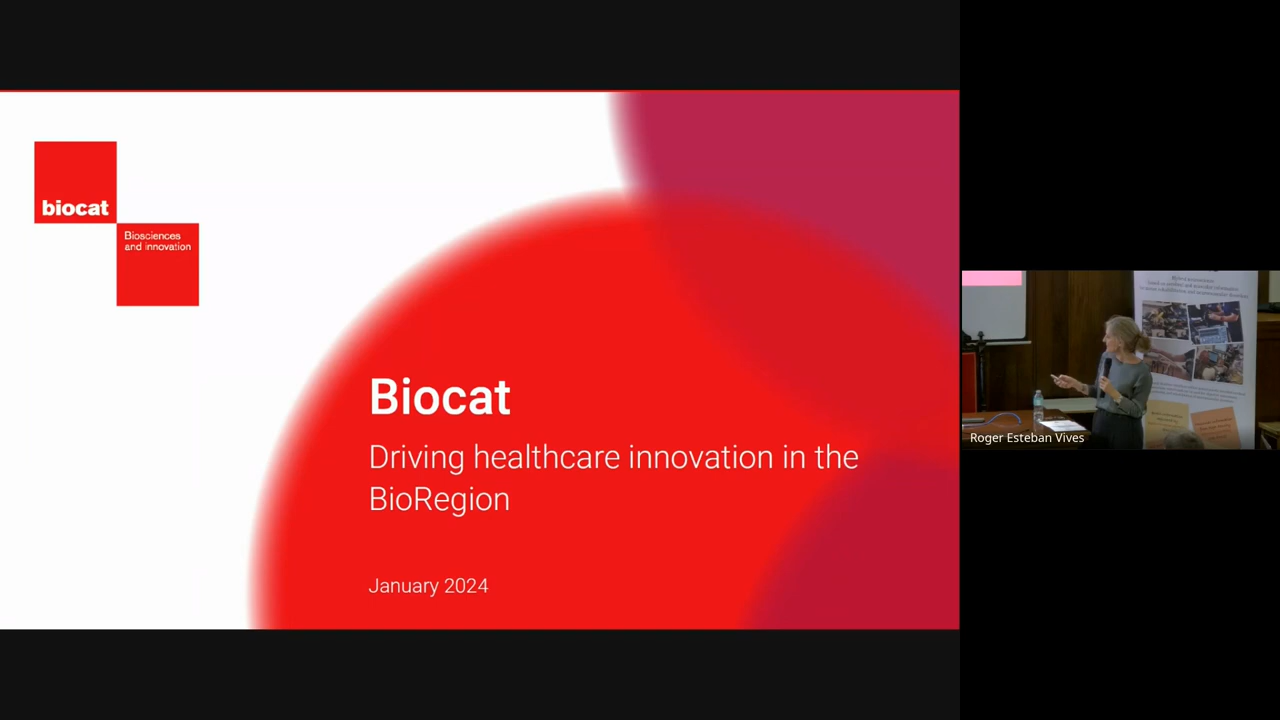 biocat
Biosciences
and innovation
Biocat
Driving healthcare innovation in the
BioRegion
January 2024
Roger Esteban Vives